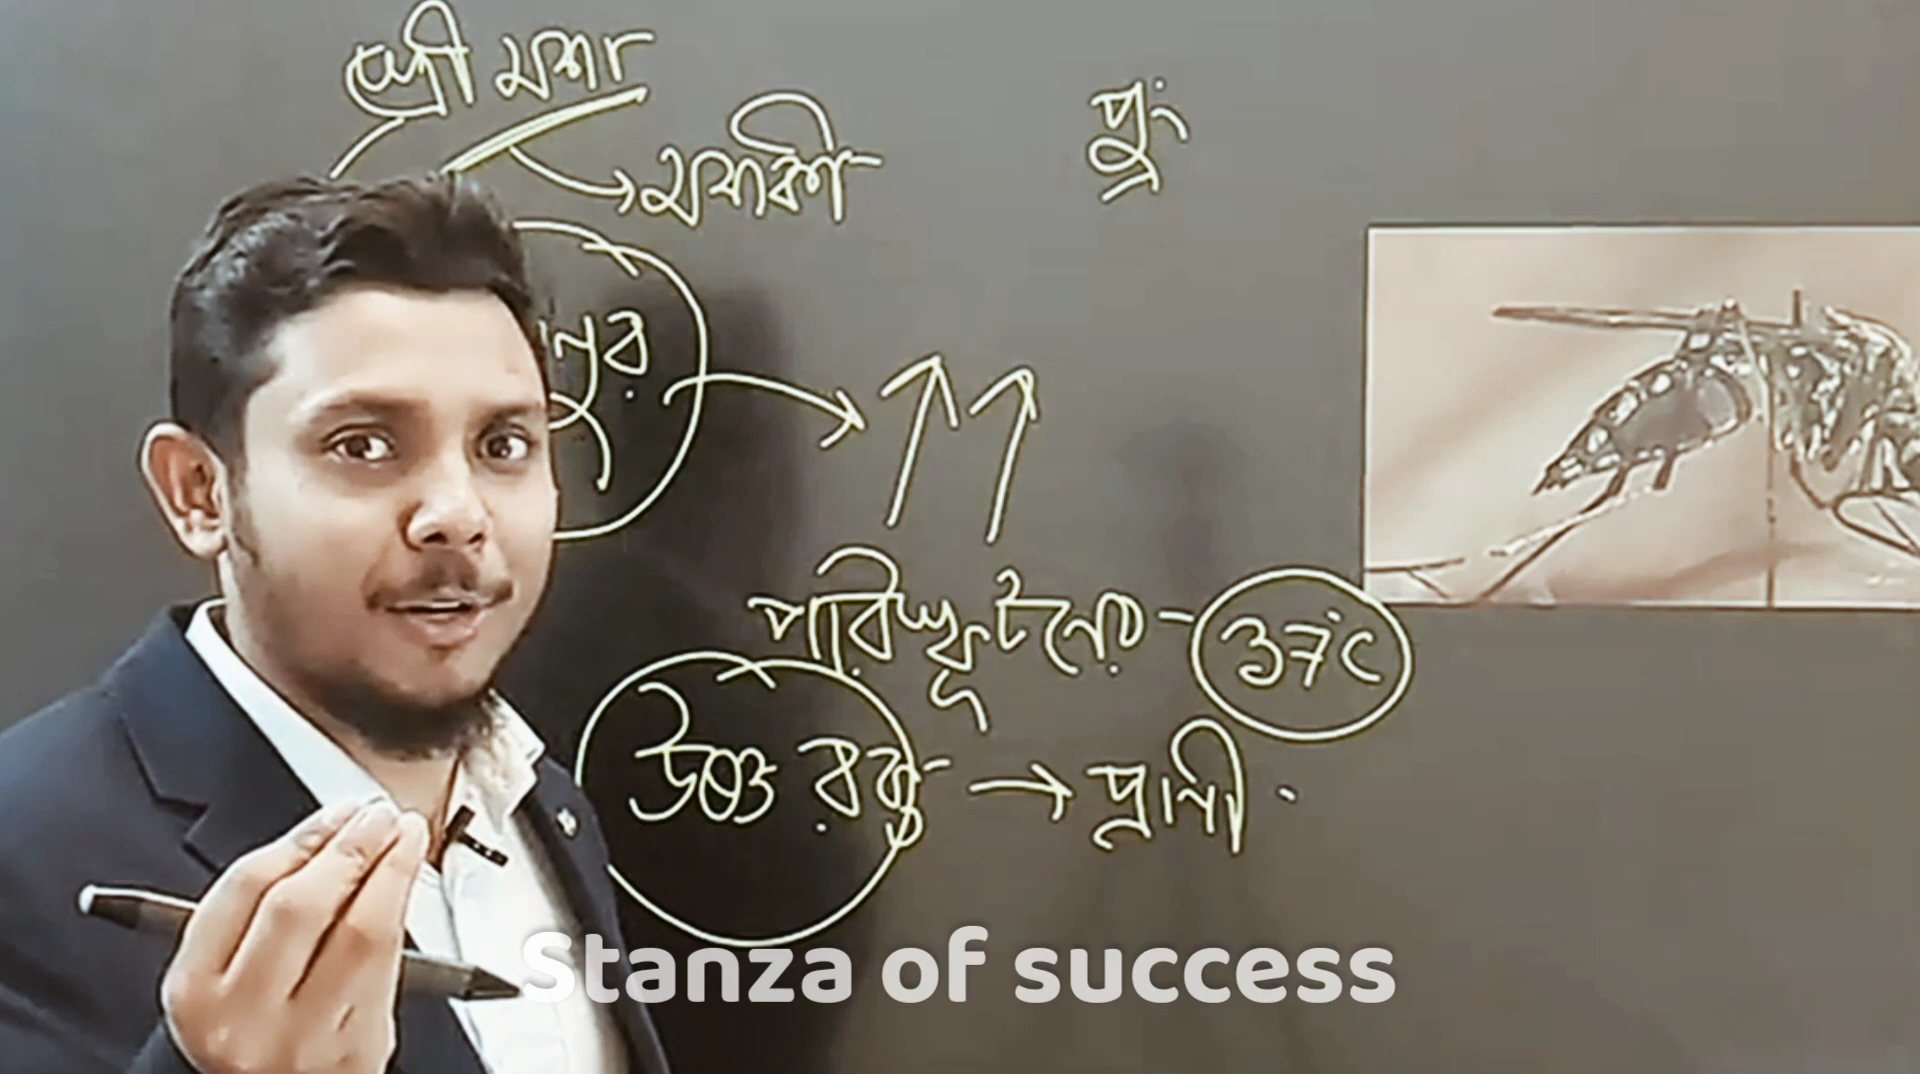 স্ত্রী মশা
পুং
মশকী
37°C
পরিস্ফূটনের -
উষ্ণ রক্ত → প্রাণী
Stanza of success